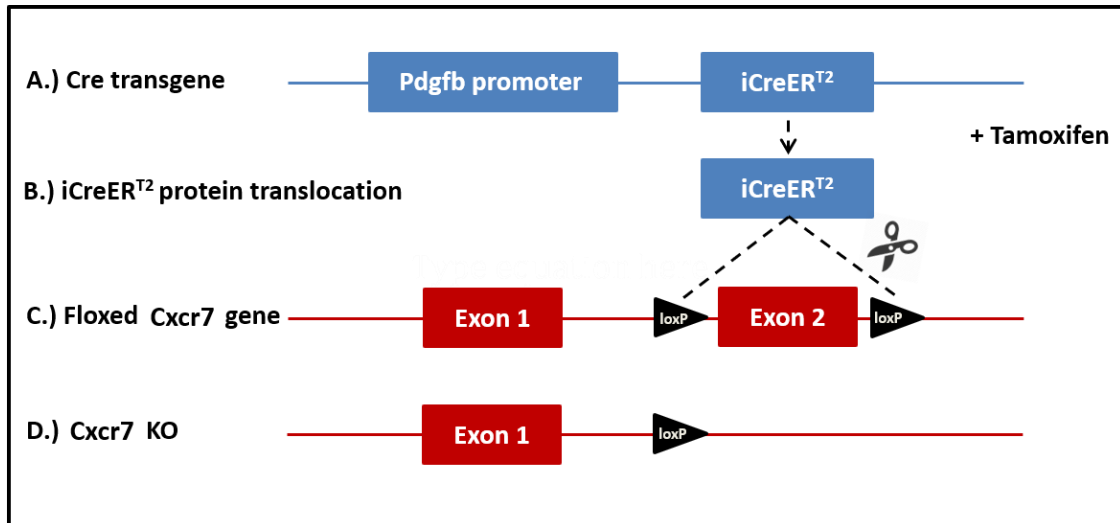 A.) Cre transgene
Pdgfb promoter
iCreER^T2
+ Tamoxifen
B.) iCreER^T2 protein translocation
iCreER^T2
C.) Floxed Cxcr7 gene
Exon 1
loxP
Exon 2
loxP
D.) Cxcr7 KO
Exon 1
loxP